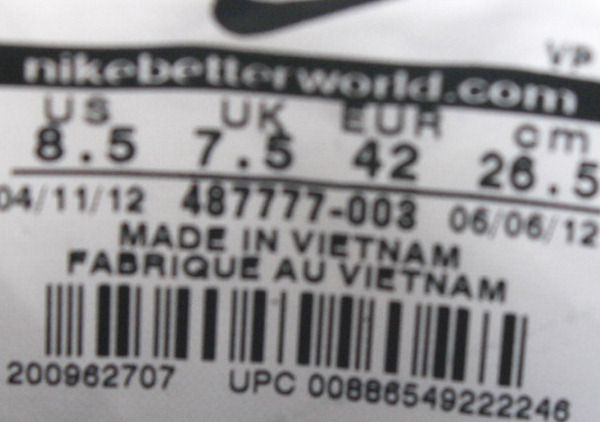 VP
nikebetterworld.com
US UK EUR cm
8.5 7.5 42 26.5
04/11/12 487777-003 06/06/12
MADE IN VIETNAM
FABRIQUE AU VIETNAM
200962707 UPC 00886549222246